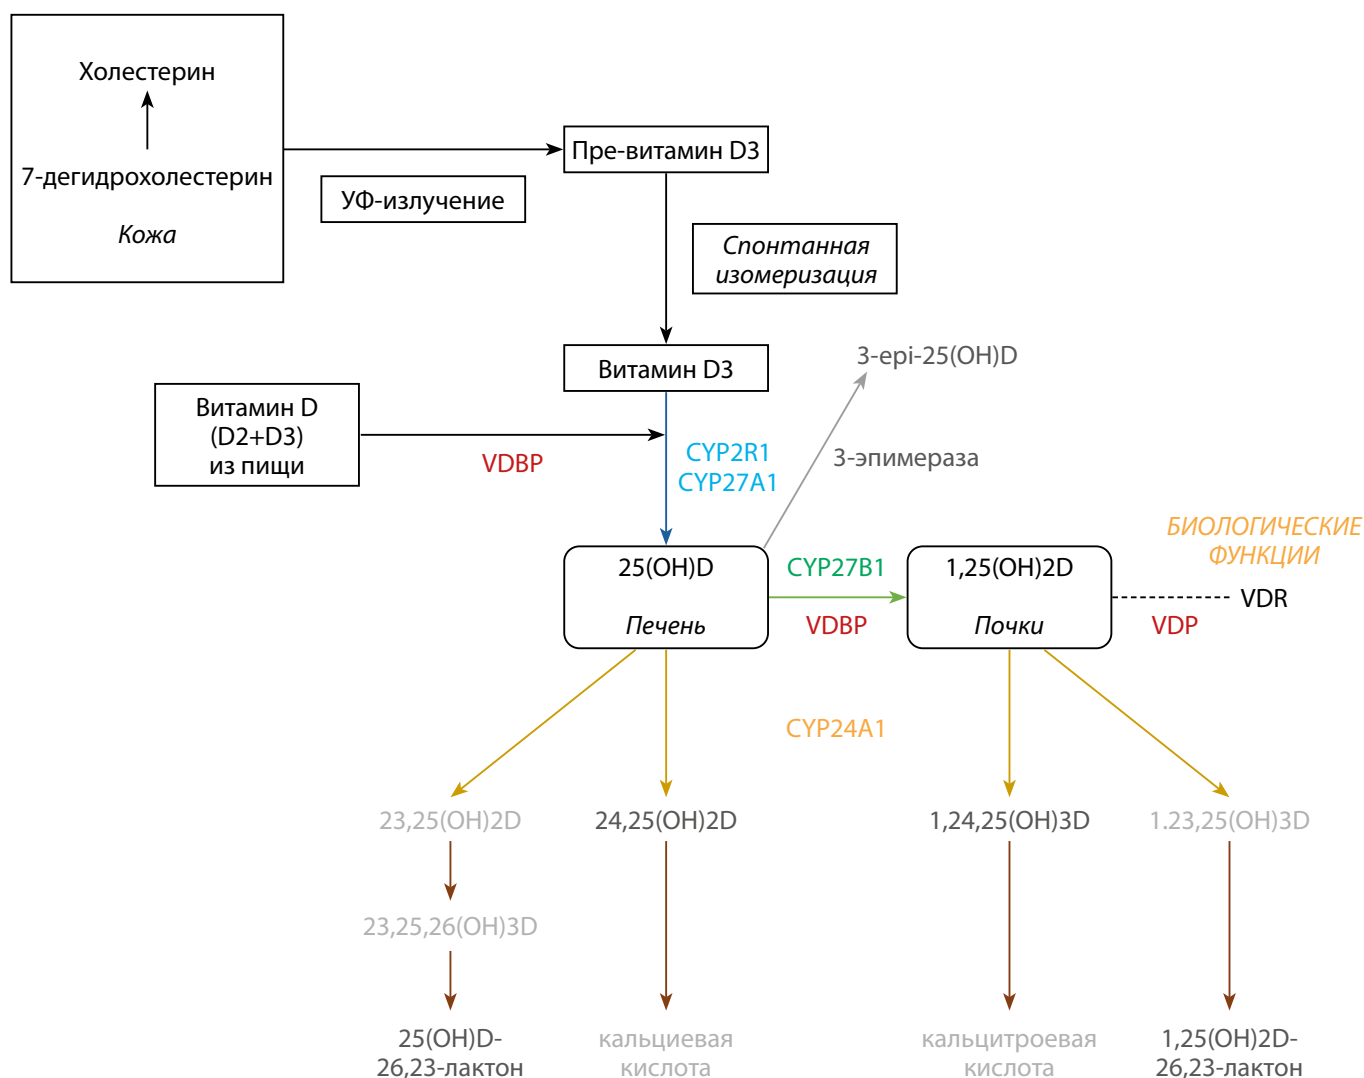 Холестерин
7-дегидрохолестерин
Кожа
УФ-излучение
Пре-витамин D3
Спонтанная
изомеризация
Витамин D3
Витамин D
(D2+D3)
из пищи
VDBP
CYP2R1
CYP27A1
3-epi-25(OH)D
3-эпимераза
25(OH)D
Печень
CYP27B1
VDBP
1,25(OH)2D
Почки
БИОЛОГИЧЕСКИЕ
ФУНКЦИИ
VDR
VDP
CYP24A1
23,25(OH)2D
24,25(OH)2D
1,24,25(OH)3D
1.23,25(OH)3D
23,25,26(OH)3D
25(OH)D-
26,23-лактон
кальциевая
кислота
кальцитроевая
кислота
1,25(OH)2D-
26,23-лактон